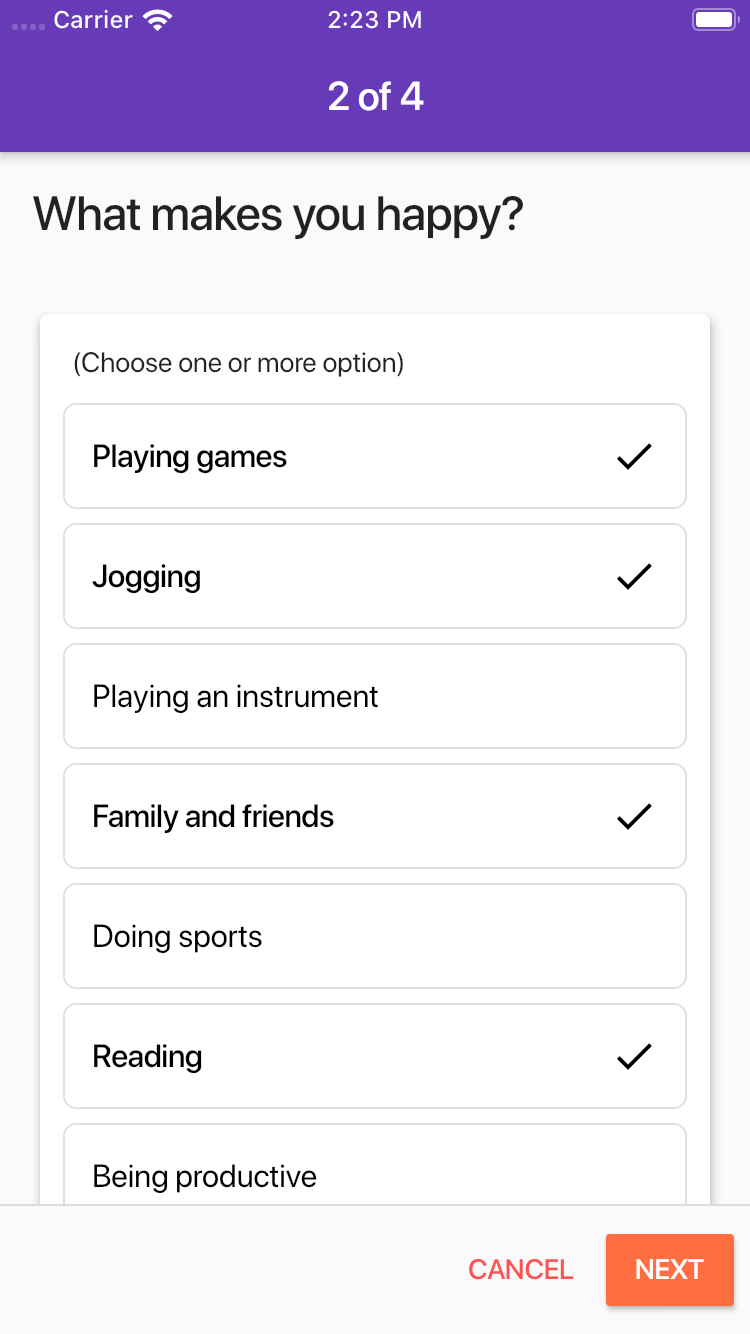 Carrier 2:23 PM
2 of 4
What makes you happy?
(Choose one or more option)
Playing games
Jogging
Playing an instrument
Family and friends
Doing sports
Reading
Being productive
CANCEL NEXT